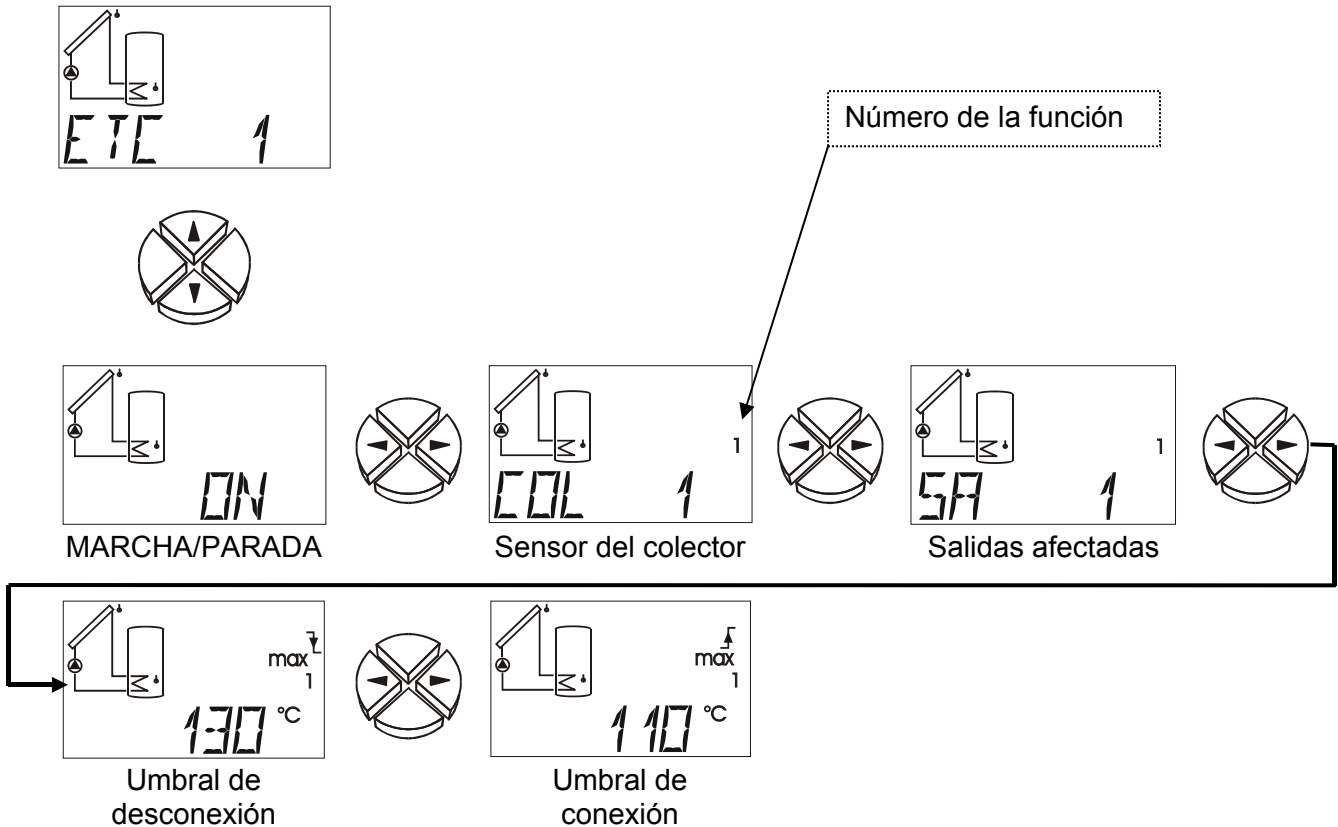 ETC 1
Número de la función
ON
MARCHA/PARADA
1
COL 1
Sensor del colector
1
SA 1
Salidas afectadas
max
1
130 °C
Umbral de
desconexión
max
1
110 °C
Umbral de
conexión